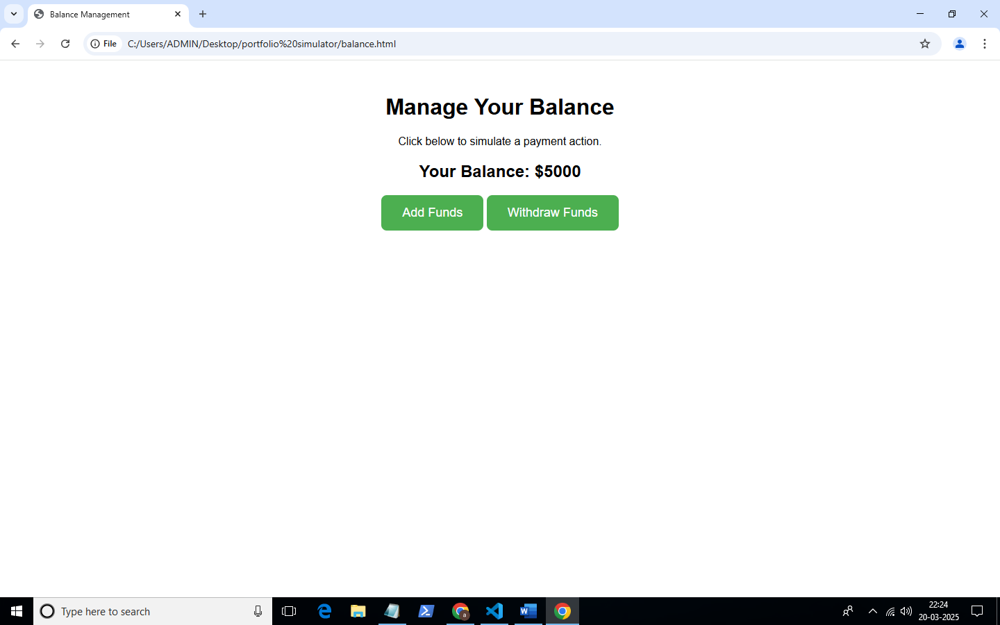 Balance Management
File
C:/Users/ADMIN/Desktop/portfolio%20simulator/balance.html
Manage Your Balance
Click below to simulate a payment action.
Your Balance: $5000
Add Funds Withdraw Funds
Type here to search
a
22:24
20-03-2025